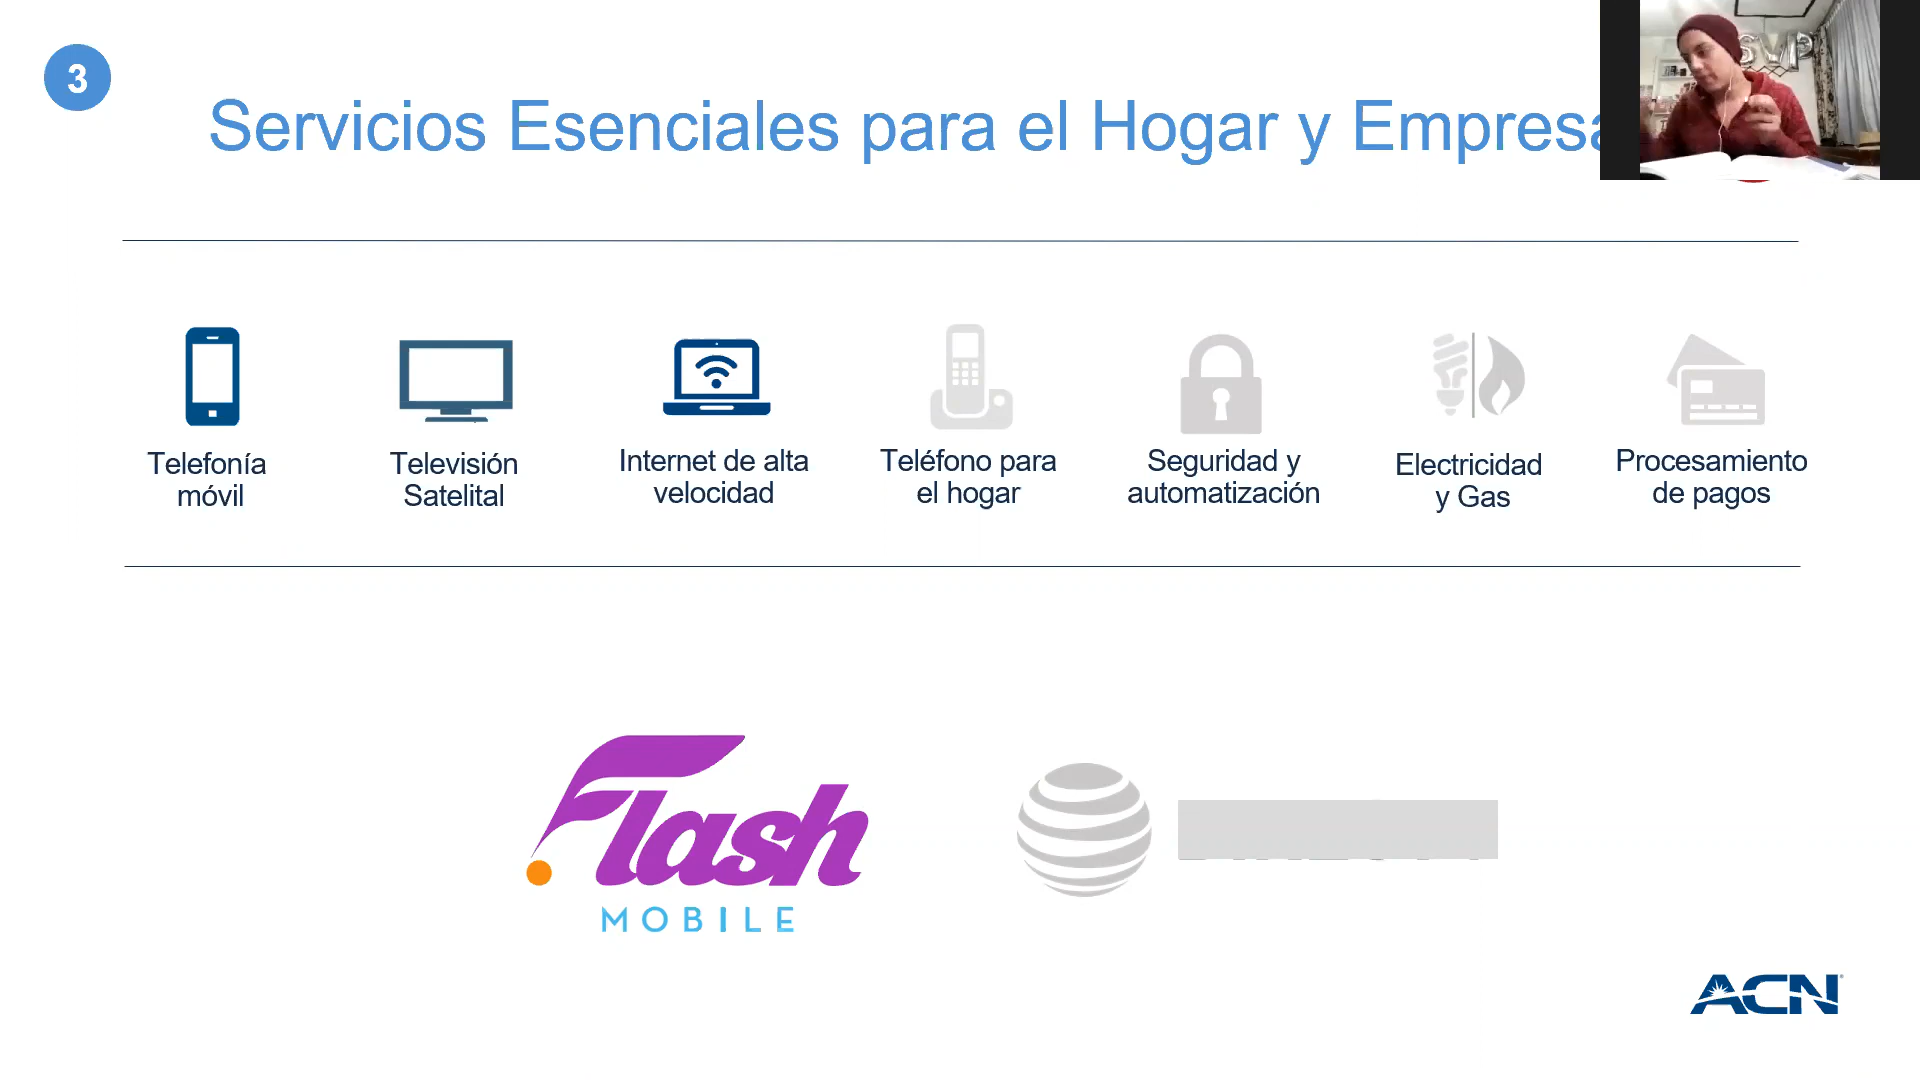 3
Servicios Esenciales para el Hogar y Empresa
Telefonía
móvil
Televisión
Satelital
Internet de alta
velocidad
Teléfono para
el hogar
Seguridad y
automatización
Electricidad
y Gas
Procesamiento
de pagos
Flash
MOBILE
ACN